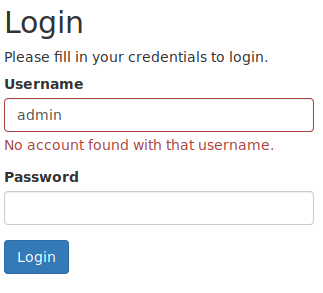 Login
Please fill in your credentials to login.
Username
admin
No account found with that username.
Password
Login